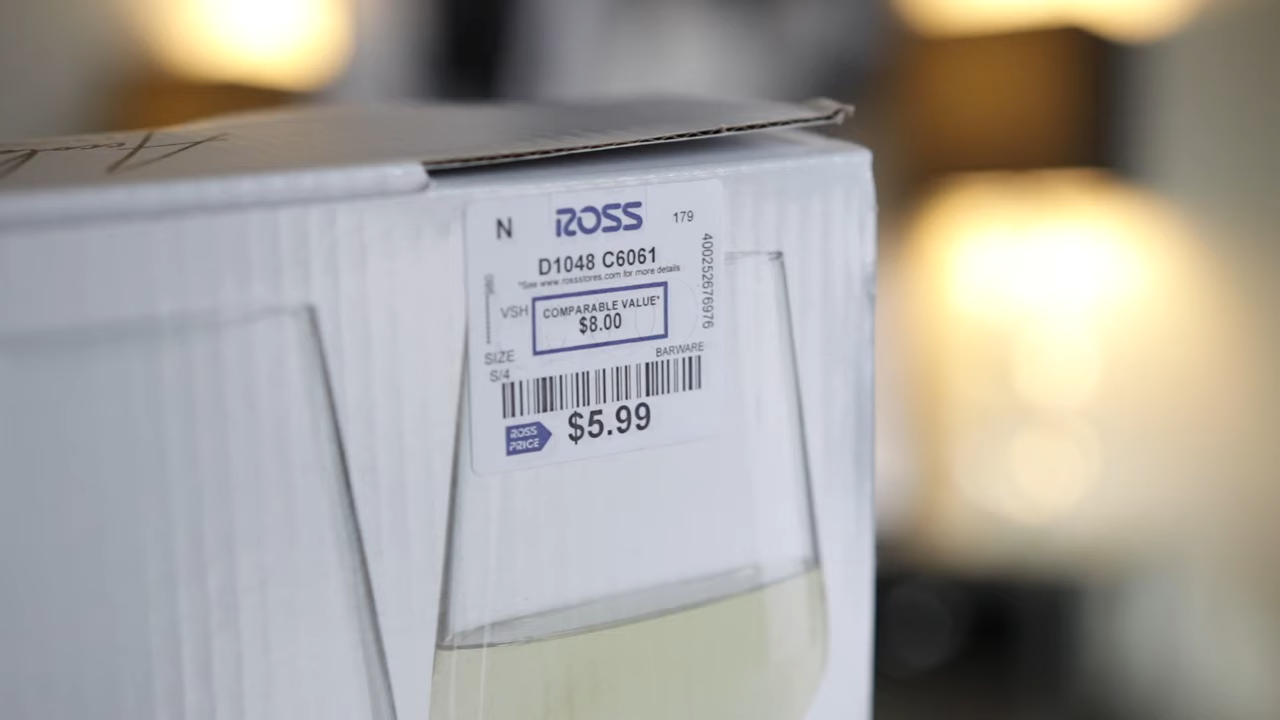 N ROSS 179
D1048 C6061
*See www.rossstores.com for more details
400252676976
VSH
COMPARABLE VALUE*
$8.00
SIZE
S/4
BARWARE
ROSS
PRICE
$5.99